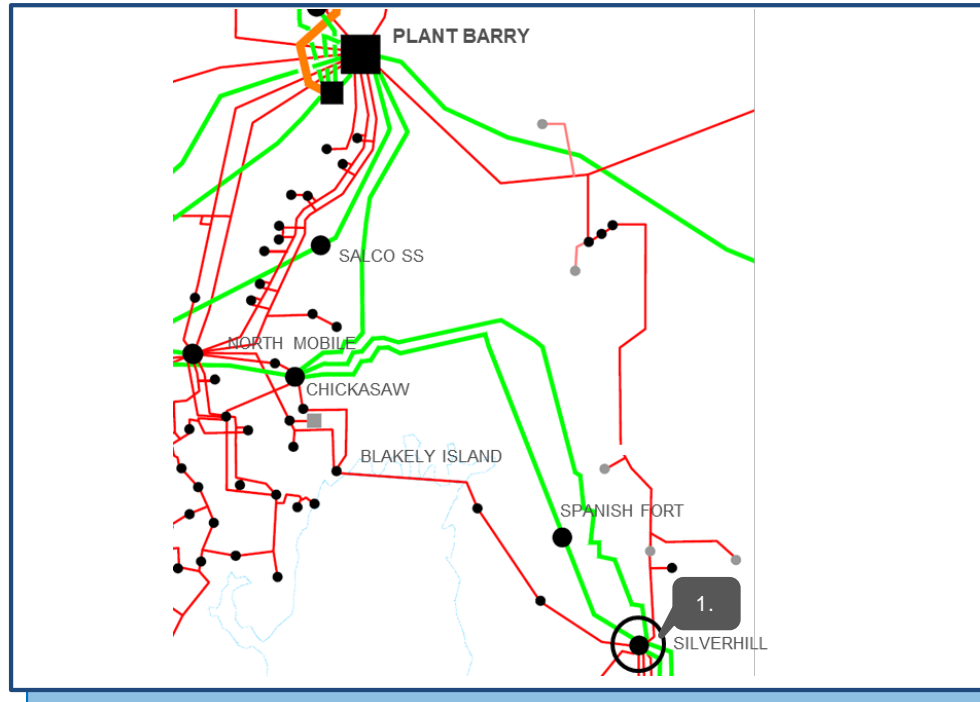 PLANT BARRY
SALCO SS
NORTH MOBILE
CHICKASAW
BLAKELY ISLAND
SPANISH FORT
1.
SILVERHILL